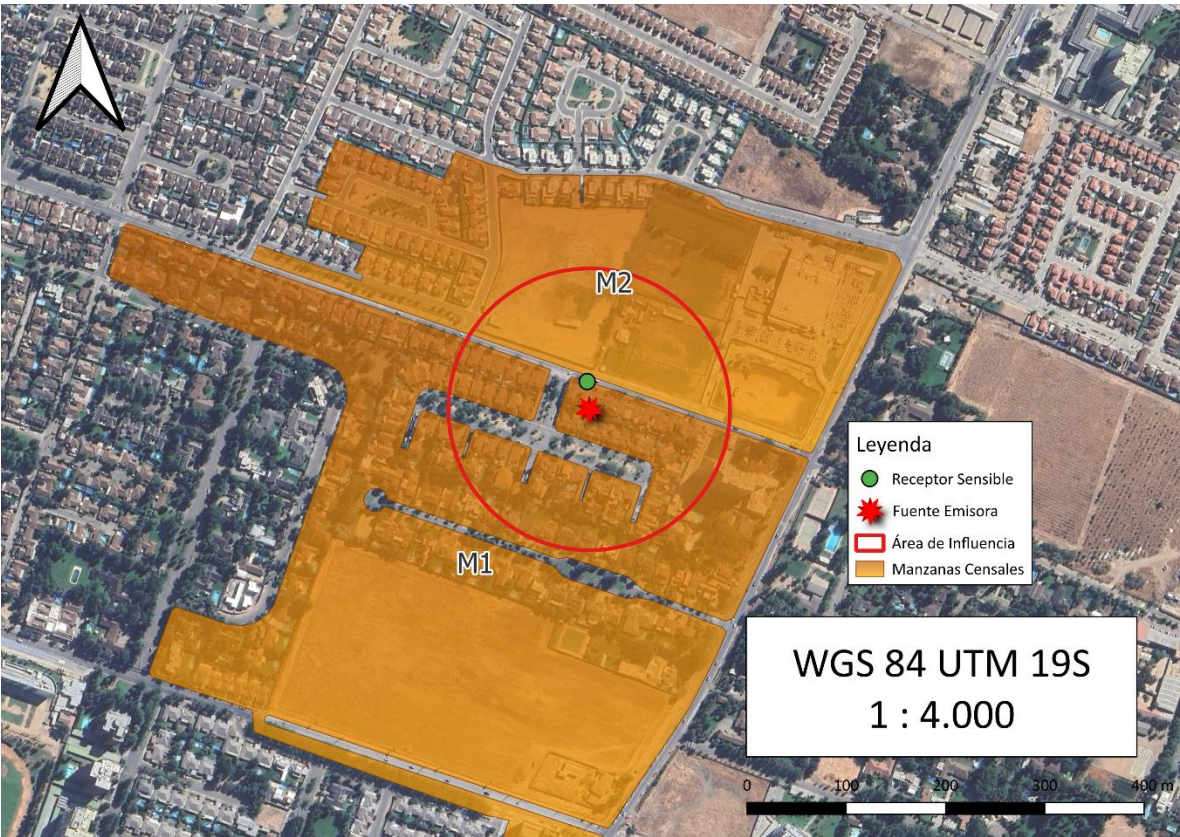 M2
M1
Leyenda
Receptor Sensible
Fuente Emisora
Área de Influencia
Manzanas Censales
WGS 84 UTM 19S
1 : 4.000
0 100 200 300 400 m